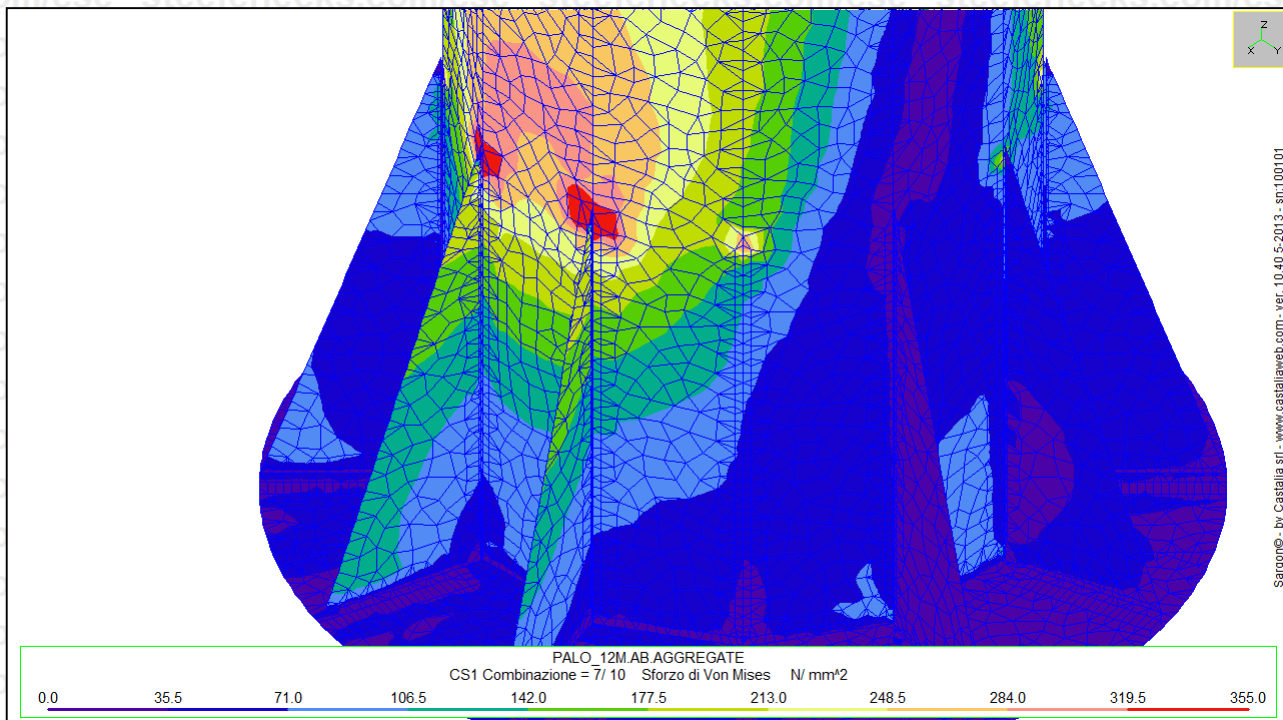 Z
X Y
Sargon© - by Castalia srl - www.castaliaweb.com - ver. 10.40 5-2013 - sn:100101
PALO_12M.AB.AGGREGATE
CS1 Combinazione = 7/ 10 Sforzo di Von Mises N/ mm^2
0.0 35.5 71.0 106.5 142.0 177.5 213.0 248.5 284.0 319.5 355.0